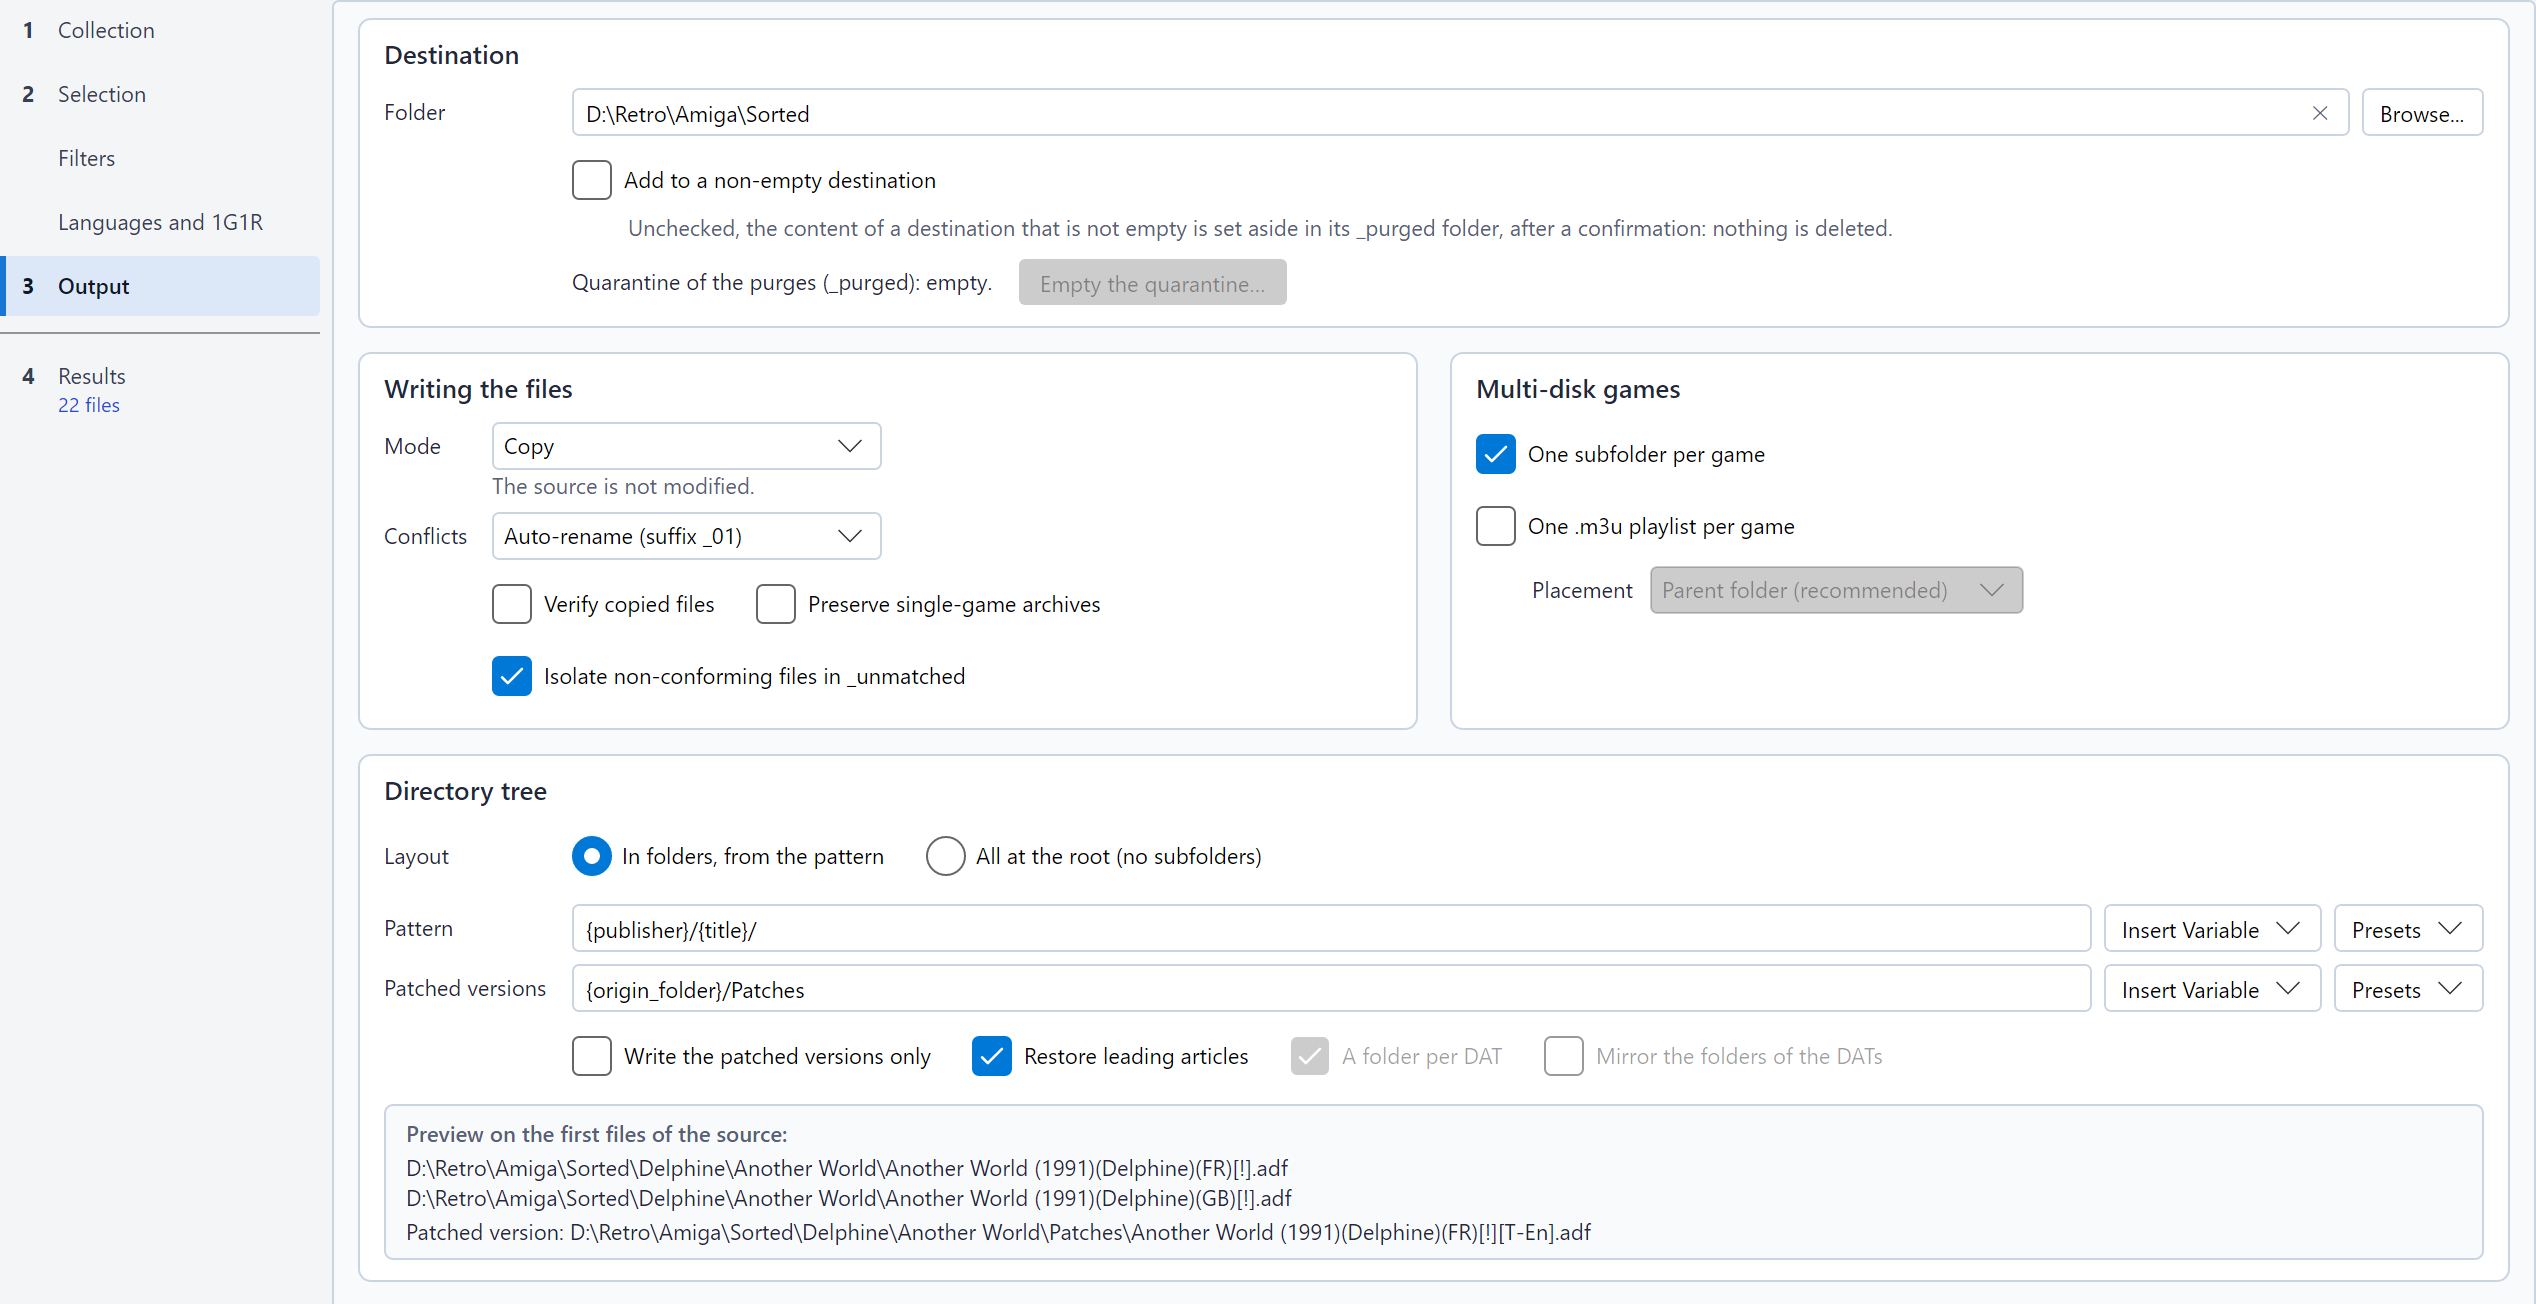 1 Collection
2 Selection
Filters
Languages and 1G1R
3 Output
4 Results
22 files
Destination
Folder D:\Retro\Amiga\Sorted Browse...
Add to a non-empty destination
Unchecked, the content of a destination that is not empty is set aside in its _purged folder, after a confirmation: nothing is deleted.
Quarantine of the purges (_purged): empty. Empty the quarantine...
Writing the files
Mode Copy
The source is not modified.
Conflicts Auto-rename (suffix _01)
Verify copied files Preserve single-game archives
Isolate non-conforming files in _unmatched
Multi-disk games
One subfolder per game
One .m3u playlist per game
Placement Parent folder (recommended)
Directory tree
Layout In folders, from the pattern All at the root (no subfolders)
Pattern {publisher}/{title}/ Insert Variable Presets
Patched versions {origin_folder}/Patches Insert Variable Presets
Write the patched versions only Restore leading articles A folder per DAT Mirror the folders of the DATs
Preview on the first files of the source:
D:\Retro\Amiga\Sorted\Delphine\Another World\Another World (1991)(Delphine)(FR)[!].adf
D:\Retro\Amiga\Sorted\Delphine\Another World\Another World (1991)(Delphine)(GB)[!].adf
Patched version: D:\Retro\Amiga\Sorted\Delphine\Another World\Patches\Another World (1991)(Delphine)(FR)[!][T-En].adf